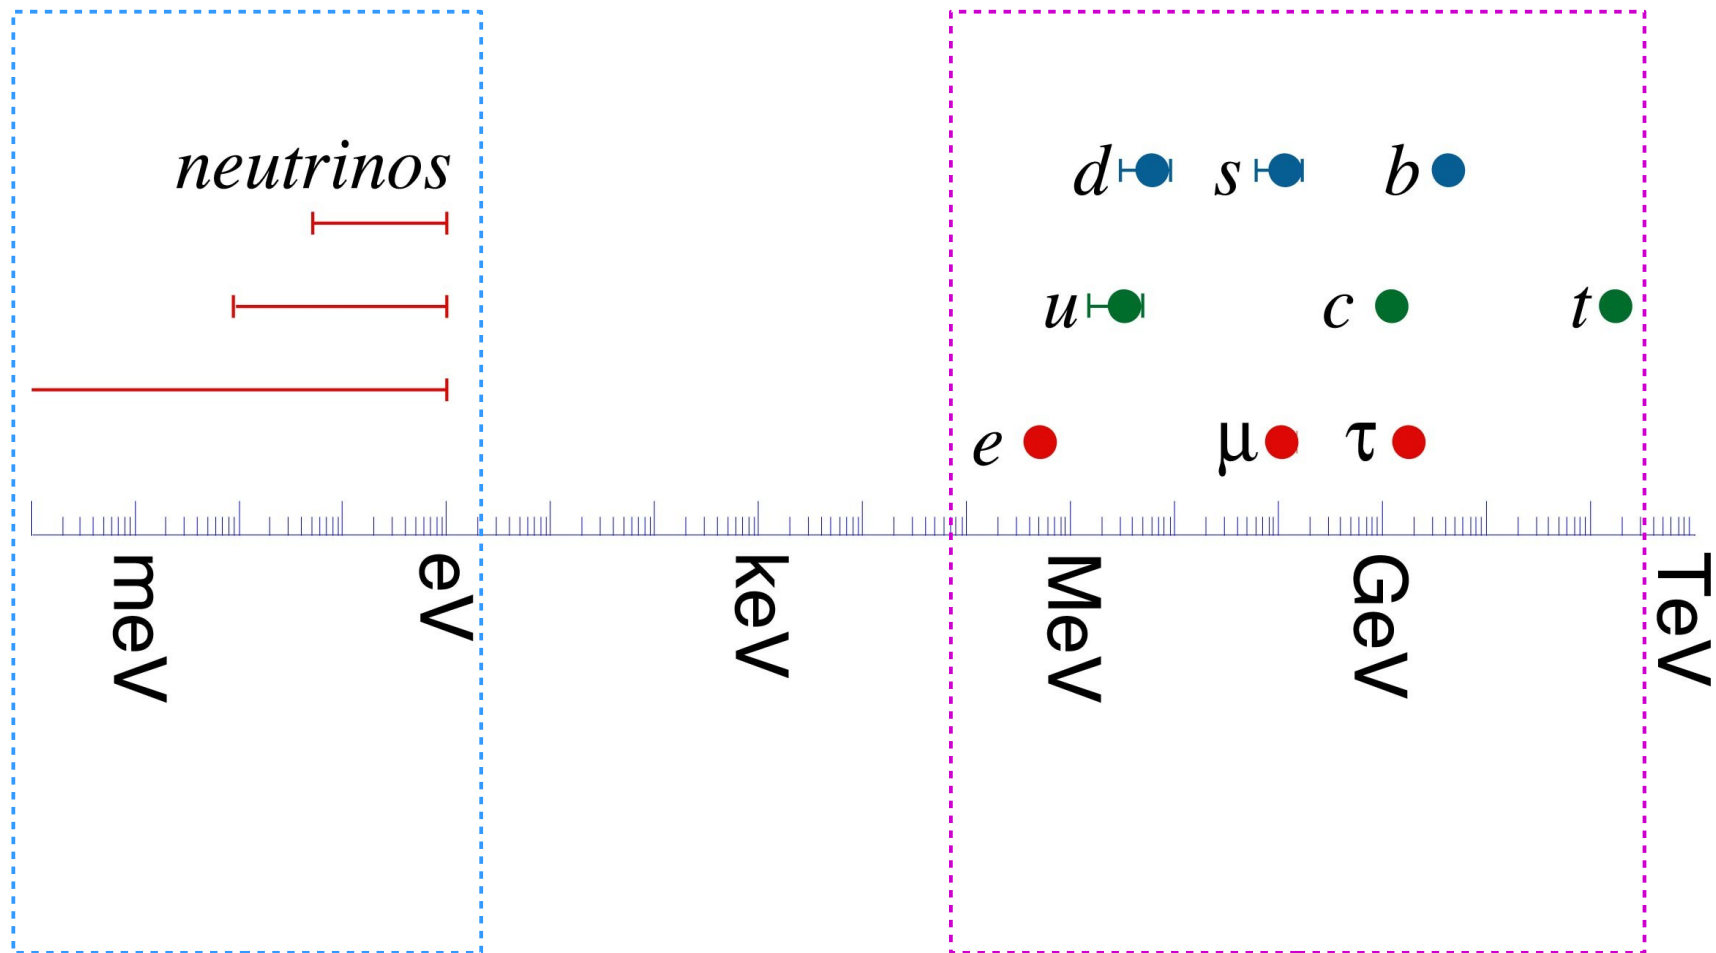 neutrinos
d s b
u c t
e μ τ
meV eV keV MeV GeV TeV